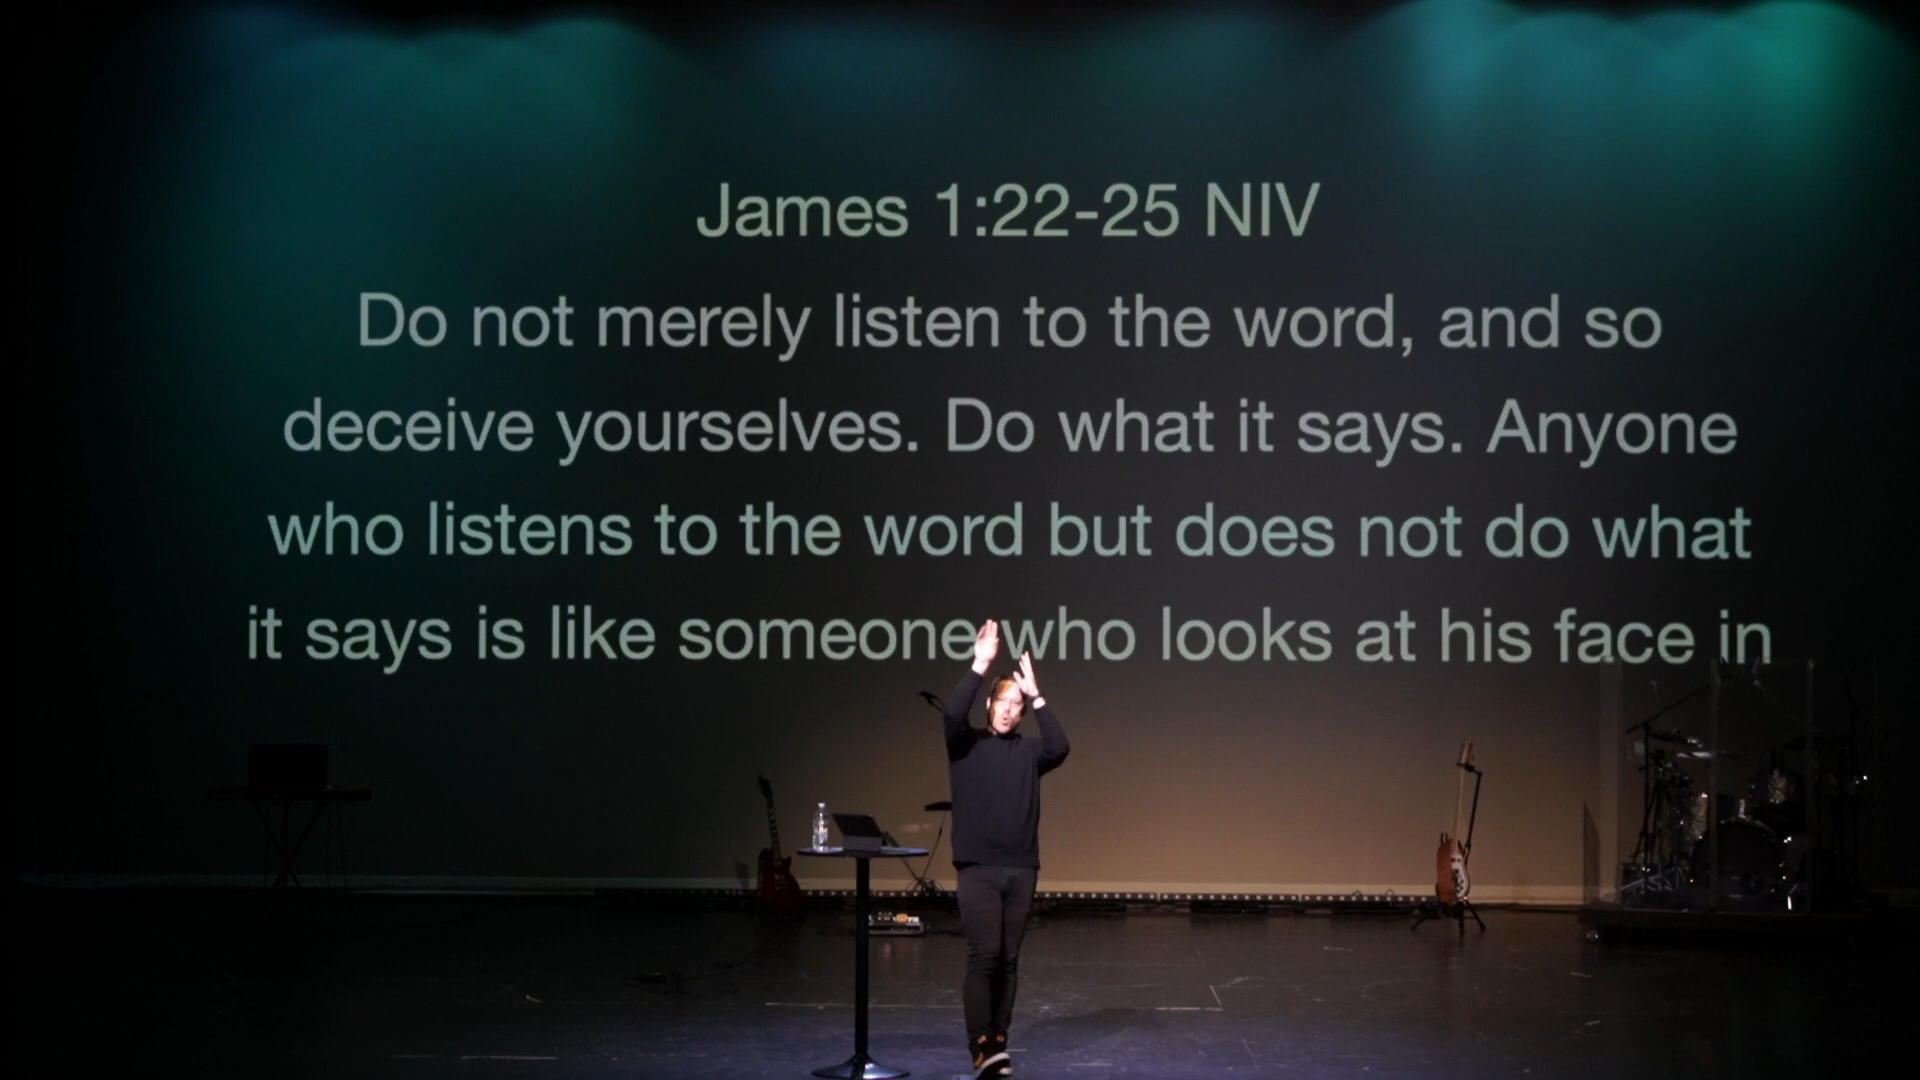 James 1:22-25 NIV
Do not merely listen to the word, and so
deceive yourselves. Do what it says. Anyone
who listens to the word but does not do what
it says is like someone who looks at his face in